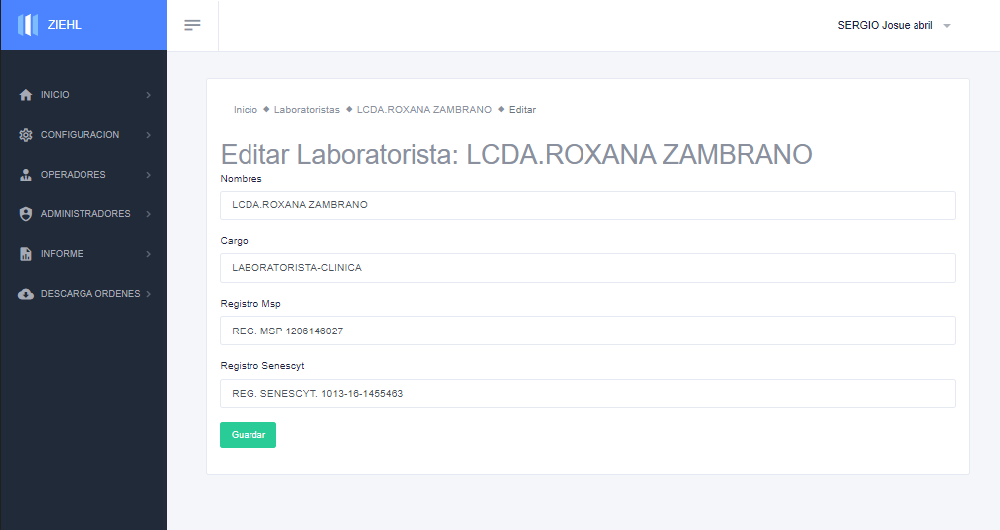 ZIEHL
SERGIO Josue abril
INICIO
CONFIGURACION
OPERADORES
ADMINISTRADORES
INFORME
DESCARGA ORDENES
Inicio ◆ Laboratoristas ◆ LCDA.ROXANA ZAMBRANO ◆ Editar
Editar Laboratorista: LCDA.ROXANA ZAMBRANO
Nombres
LCDA.ROXANA ZAMBRANO
Cargo
LABORATORISTA-CLINICA
Registro Msp
REG. MSP 1206146027
Registro Senescyt
REG. SENESCYT. 1013-16-1455463
Guardar